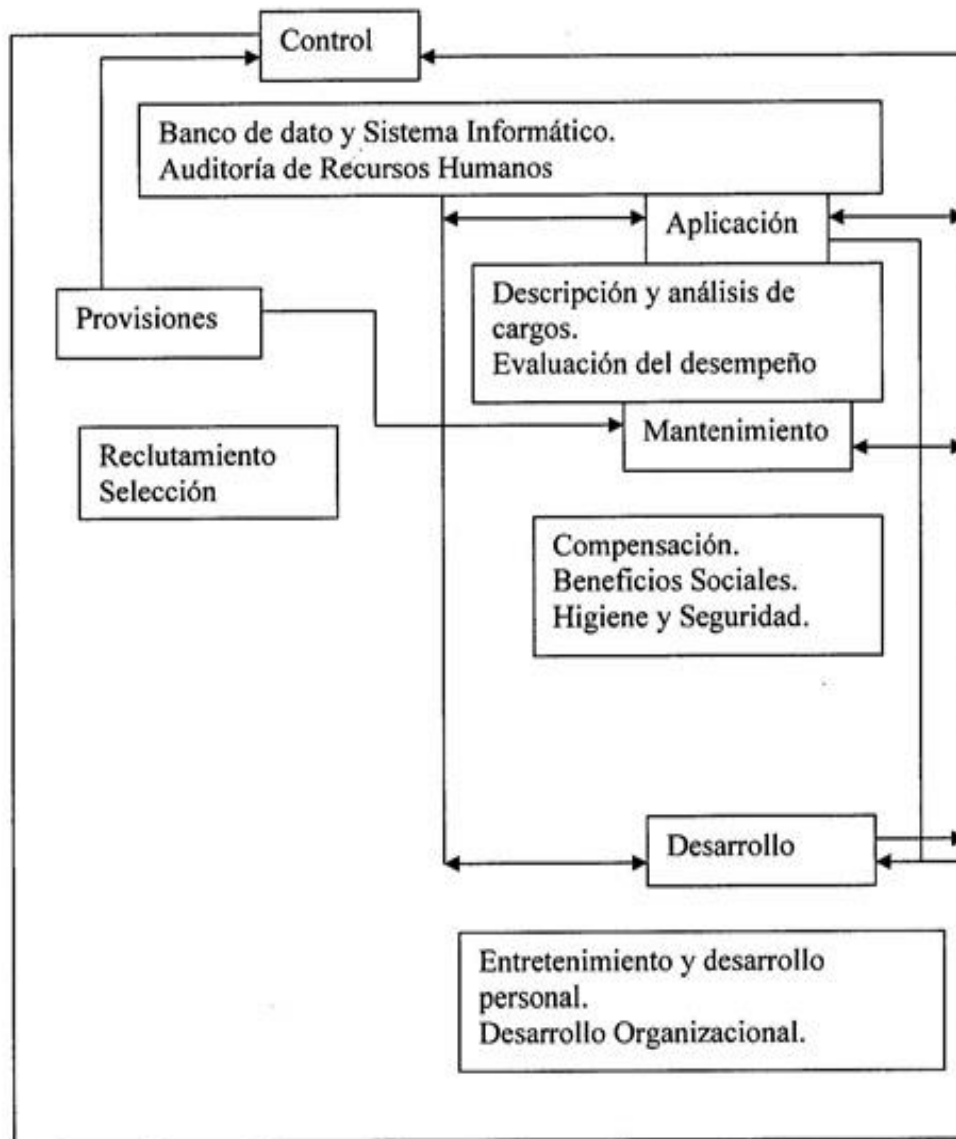 Control
Banco de dato y Sistema Informático.
Auditoría de Recursos Humanos
Aplicación
Provisiones
Descripción y análisis de
cargos.
Evaluación del desempeño
Mantenimiento
Reclutamiento
Selección
Compensación.
Beneficios Sociales.
Higiene y Seguridad.
Desarrollo
Entretenimiento y desarrollo
personal.
Desarrollo Organizacional.